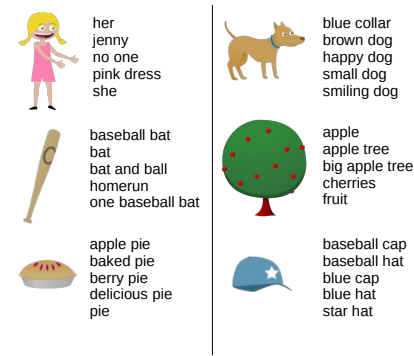 her
jenny
no one
pink dress
she
baseball bat
bat
bat and ball
homerun
one baseball bat
apple pie
baked pie
berry pie
delicious pie
pie
blue collar
brown dog
happy dog
small dog
smiling dog
apple
apple tree
big apple tree
cherries
fruit
baseball cap
baseball hat
blue cap
blue hat
star hat